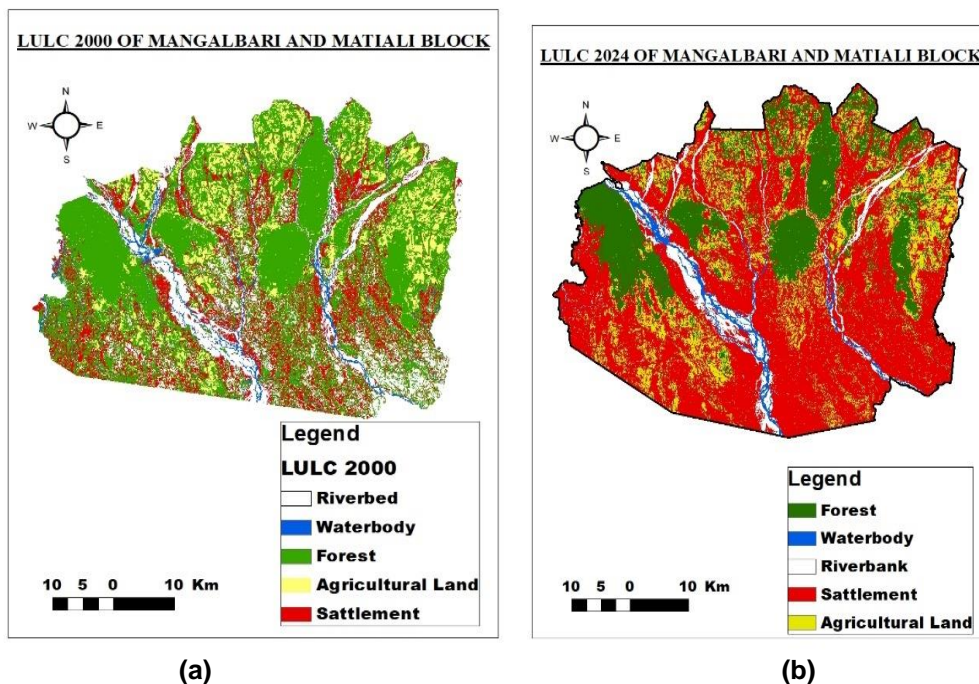 LULC 2000 OF MANGALBARI AND MATIALI BLOCK
N
W E
S
Legend
LULC 2000
Riverbed
Waterbody
Forest
Agricultural Land
Sattlement
10 5 0 10 Km
(a)
LULC 2024 OF MANGALBARI AND MATIALI BLOCK
N
W E
S
Legend
Forest
Waterbody
Riverbank
Sattlement
Agricultural Land
10 5 0 10 Km
(b)